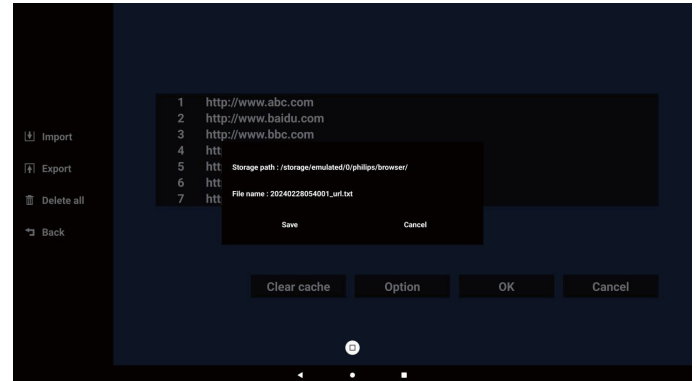 1 http://www.abc.com
2 http://www.baidu.com
3 http://www.bbc.com
4 htt
5 htt
6 htt
7 htt
Import
Export
Delete all
Back
Storage path : /storage/emulated/0/philips/browser/
File name : 20240228054001_url.txt
Save Cancel
Clear cache Option OK Cancel